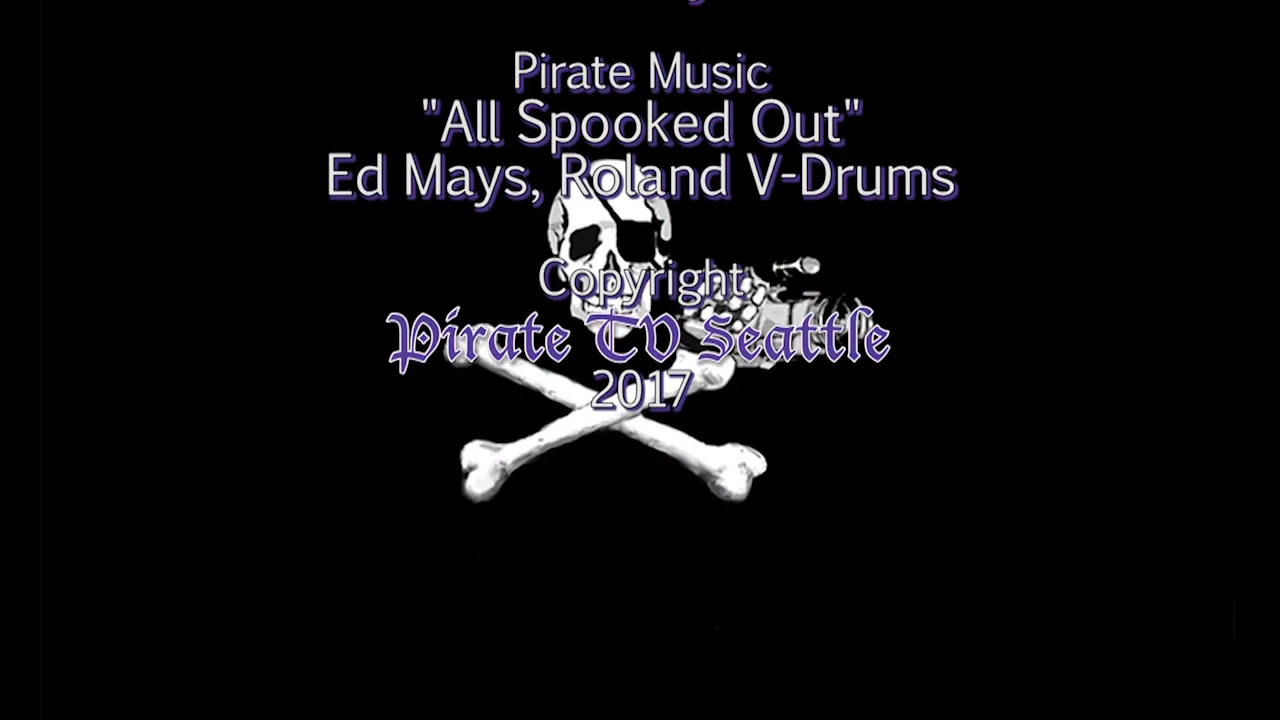 Pirate Music
"All Spooked Out"
Ed Mays, Roland V-Drums
Copyright
Pirate TV Seattle
2017